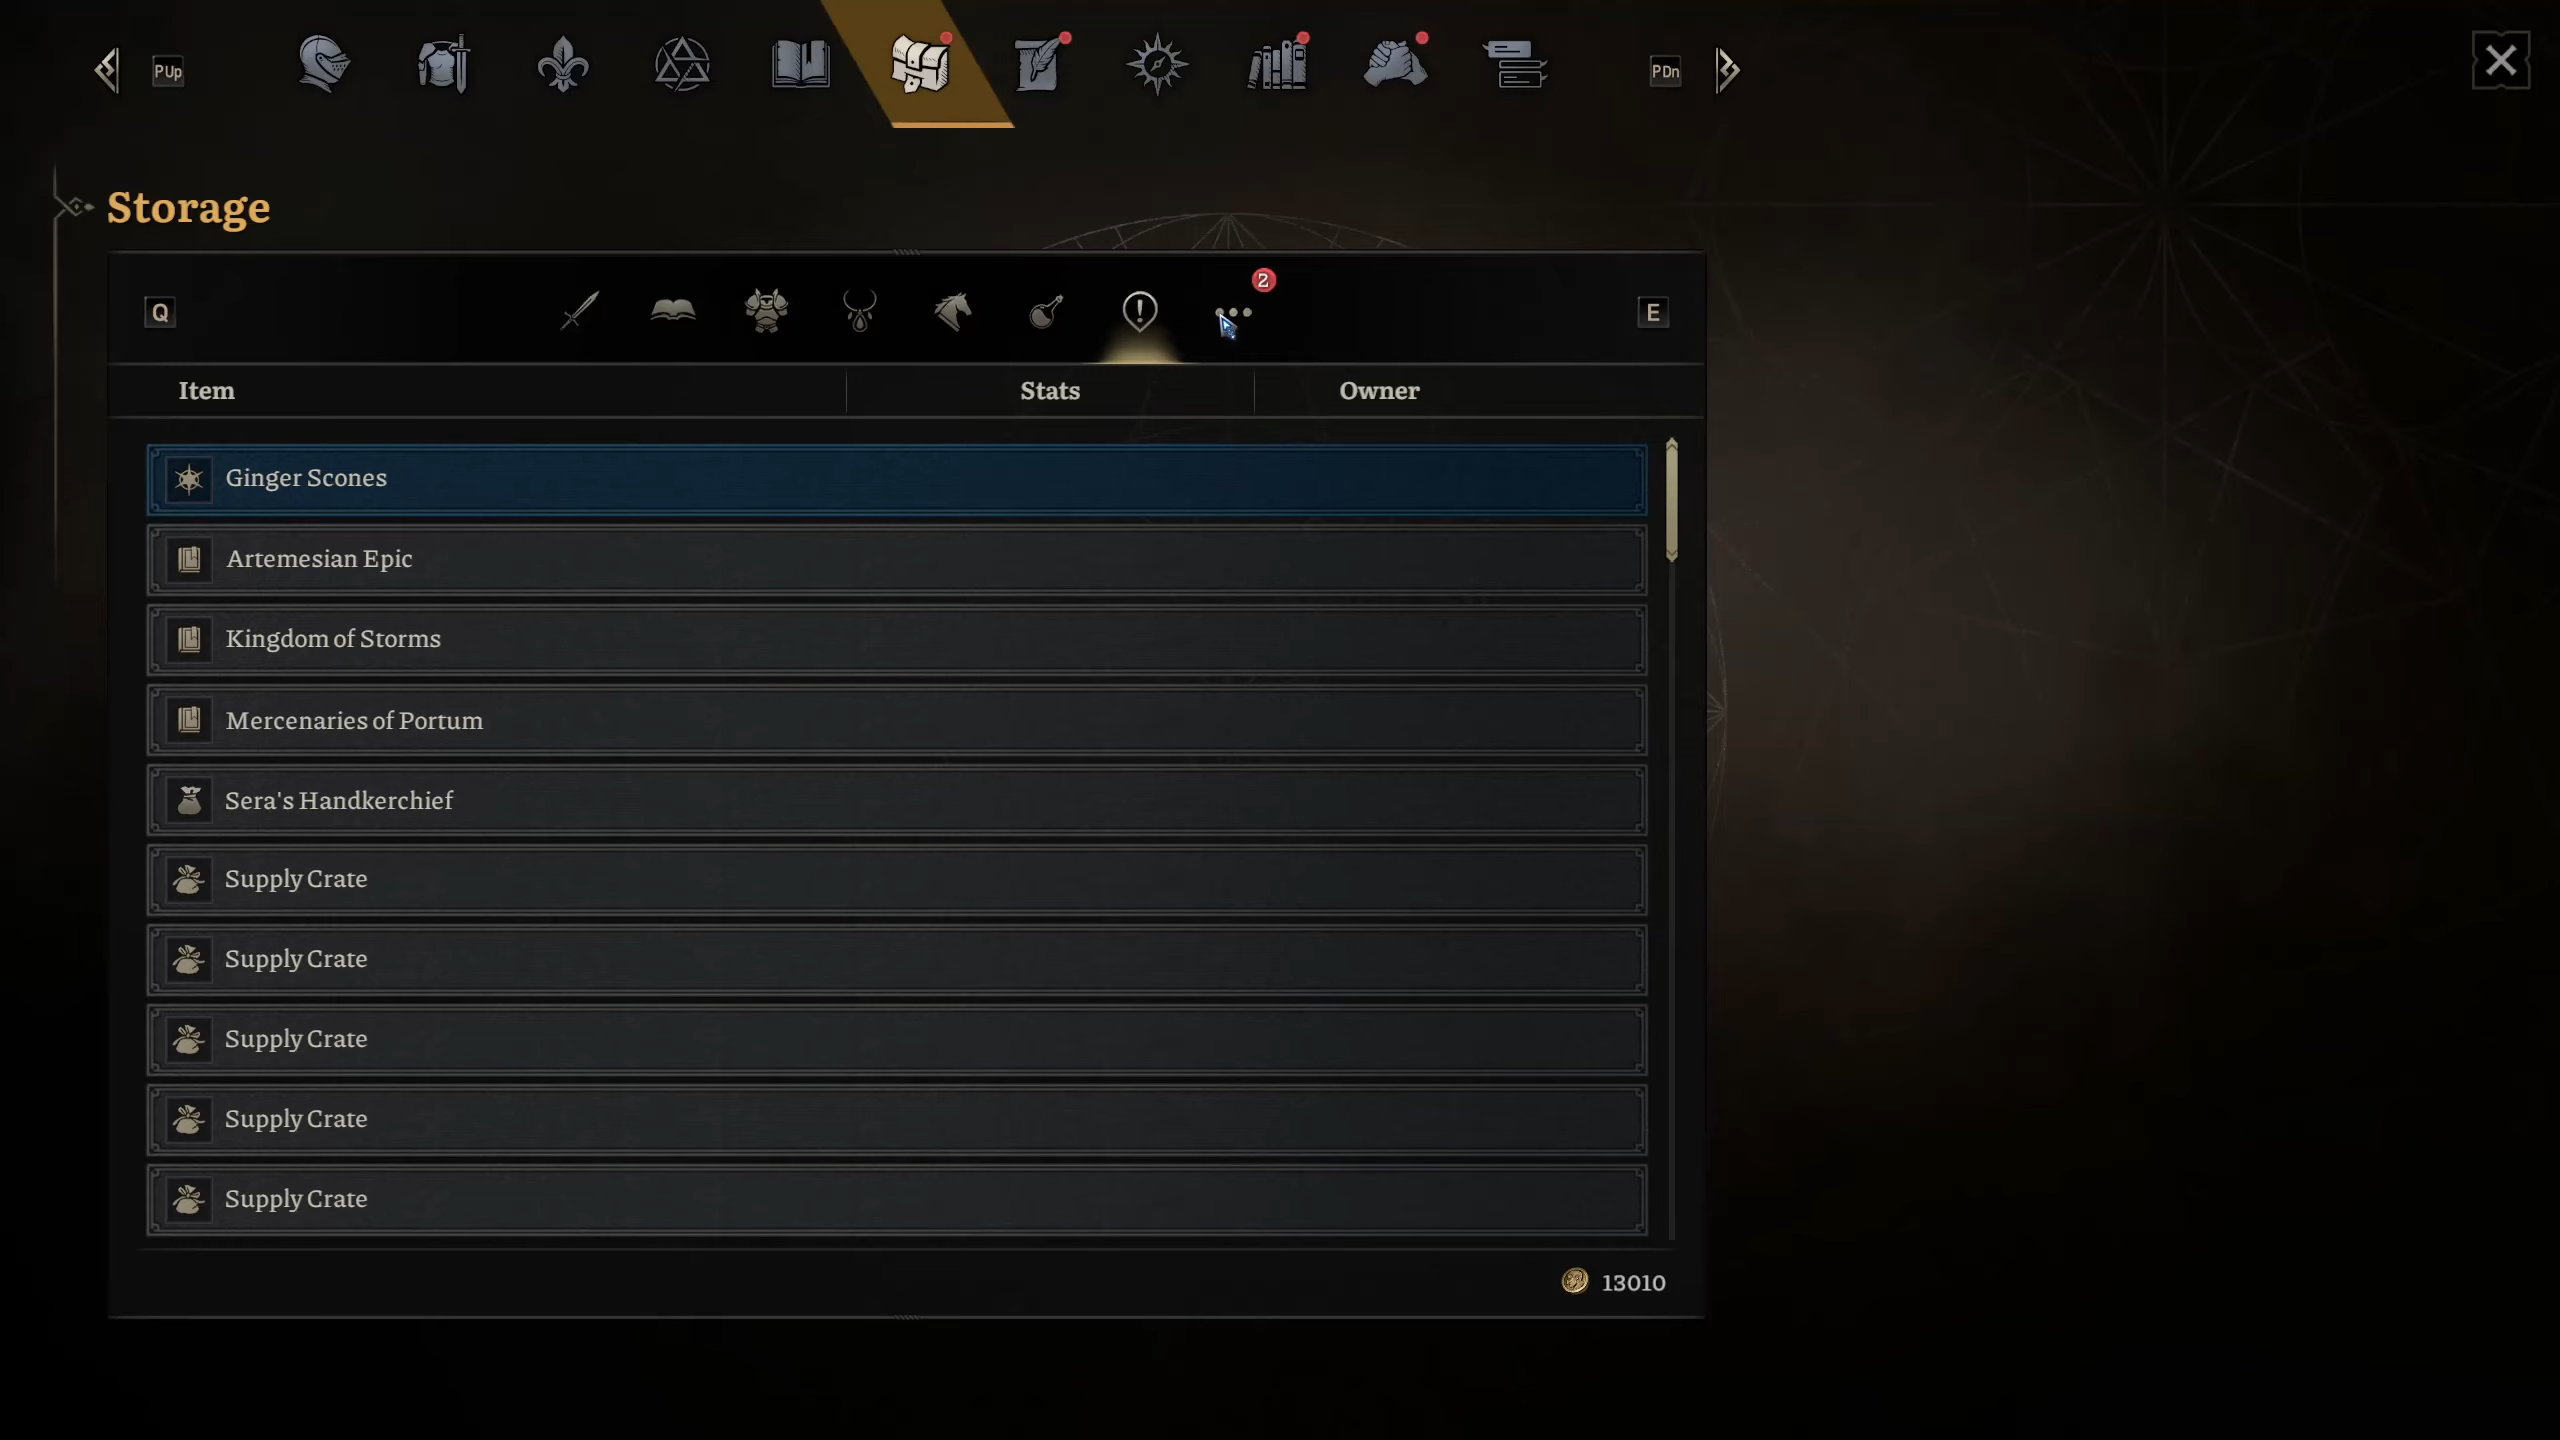 PUp
PDn
Storage
2
Q
E
Item Stats Owner
Ginger Scones
Artemesian Epic
Kingdom of Storms
Mercenaries of Portum
Sera's Handkerchief
Supply Crate
Supply Crate
Supply Crate
Supply Crate
Supply Crate
13010